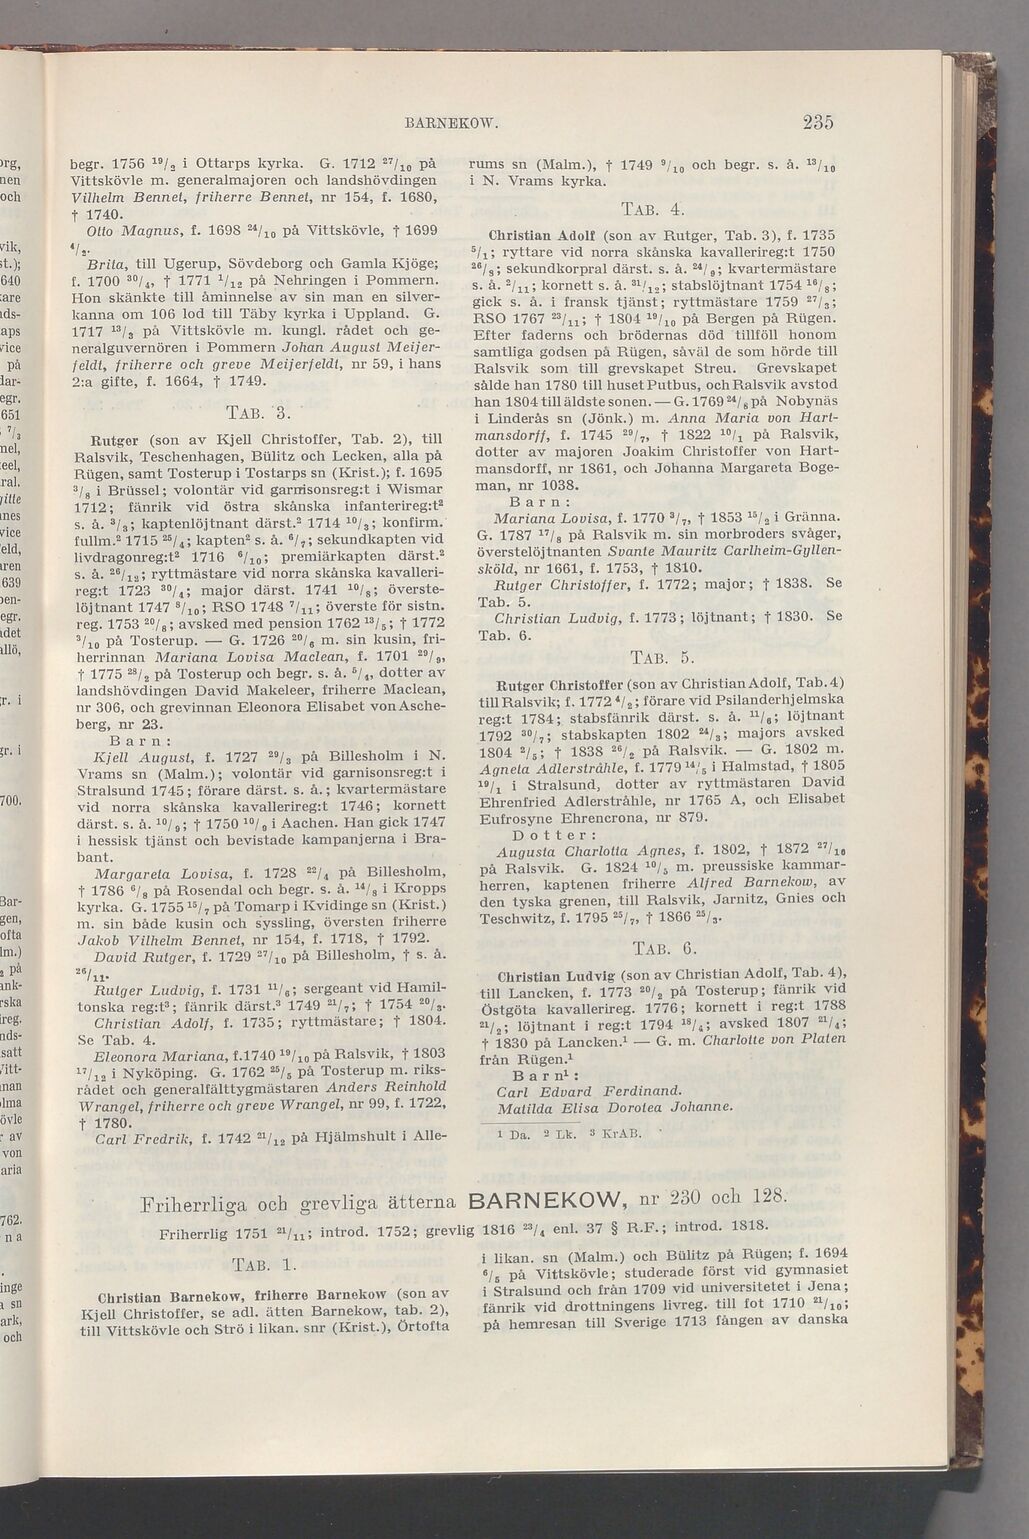 BARNEKOW.
235
begr. 1756 19/2 i Ottarps kyrka. G. 1712 27/10 på
Vittskövle m. generalmajoren och landshövdingen
Vilhelm Bennet, friherre Bennet, nr 154, f. 1680,
† 1740.
Otto Magnus, f. 1698 24/10 på Vittskövle, † 1699
4/2.
Brita, till Ugerup, Sövdeborg och Gamla Kjöge;
f. 1700 30/4, † 1771 1/12 på Nehringen i Pommern.
Hon skänkte till åminnelse av sin man en silver-
kanna om 106 lod till Täby kyrka i Uppland. G.
1717 13/3 på Vittskövle m. kungl. rådet och ge-
neralguvernören i Pommern Johan August Meijer-
feldt, friherre och greve Meijerfeldt, nr 59, i hans
2:a gifte, f. 1664, † 1749.
TAB. 3.
Rutger (son av Kjell Christoffer, Tab. 2), till
Ralsvik, Teschenhagen, Bülitz och Lecken, alla på
Rügen, samt Tosterup i Tostarps sn (Krist.); f. 1695
3/8 i Brüssel; volontär vid garnisonsreg:t i Wismar
1712; fänrik vid östra skånska infanterireg:t²
s. å. 3/3; kaptenlöjtnant därst.² 1714 10/3; konfirm.
fullm.² 1715 25/4; kapten² s. å. 6/7; sekundkapten vid
livdragonreg:t² 1716 6/10; premiärkapten därst.²
s. å. 26/12; ryttmästare vid norra skånska kavalleri-
reg:t 1723 30/4; major därst. 1741 10/8; överste-
löjtnant 1747 8/10; RSO 1748 7/11; överste för sistn.
reg. 1753 20/8; avsked med pension 1762 13/5; † 1772
3/10 på Tosterup. — G. 1726 20/6 m. sin kusin, fri-
herrinnan Mariana Lovisa Maclean, f. 1701 29/9,
† 1775 28/2 på Tosterup och begr. s. å. 5/4, dotter av
landshövdingen David Makeleer, friherre Maclean,
nr 306, och grevinnan Eleonora Elisabet von Asche-
berg, nr 23.
Barn:
Kjell August, f. 1727 29/3 på Billesholm i N.
Vrams sn (Malm.); volontär vid garnisonsreg:t i
Stralsund 1745; förare därst. s. å.; kvartermästare
vid norra skånska kavallerireg:t 1746; kornett
därst. s. å. 10/9; † 1750 10/9 i Aachen. Han gick 1747
i hessisk tjänst och bevistade kampanjerna i Bra-
bant.
Margareta Lovisa, f. 1728 22/4 på Billesholm,
† 1786 6/8 på Rosendal och begr. s. å. 14/8 i Kropps
kyrka. G. 1755 15/7 på Tomarp i Kvidinge sn (Krist.)
m. sin både kusin och syssling, översten friherre
Jakob Vilhelm Bennet, nr 154, f. 1718, † 1792.
David Rutger, f. 1729 27/10 på Billesholm, † s. å.
26/11.
Rutger Ludvig, f. 1731 11/6; sergeant vid Hamil-
tonska reg:t³; fänrik därst.³ 1749 21/7; † 1754 20/3.
Christian Adolf, f. 1735; ryttmästare; † 1804.
Se Tab. 4.
Eleonora Mariana, f. 1740 19/10 på Ralsvik, † 1803
17/12 i Nyköping. G. 1762 25/5 på Tosterup m. riks-
rådet och generalfälttygmästaren Anders Reinhold
Wrangel, friherre och greve Wrangel, nr 99, f. 1722,
† 1780.
Carl Fredrik, f. 1742 21/12 på Hjälmshult i Alle-
rums sn (Malm.), † 1749 9/10 och begr. s. å. 13/10
i N. Vrams kyrka.
TAB. 4.
Christian Adolf (son av Rutger, Tab. 3), f. 1735
5/1; ryttare vid norra skånska kavallerireg:t 1750
26/8; sekundkorpral därst. s. å. 24/9; kvartermästare
s. å. 2/11; kornett s. å. 31/12; stabslöjtnant 1754 16/8;
gick s. å. i fransk tjänst; ryttmästare 1759 27/3;
RSO 1767 23/11; † 1804 19/10 på Bergen på Rügen.
Efter faderns och brödernas död tillföll honom
samtliga godsen på Rügen, såväl de som hörde till
Ralsvik som till grevskapet Streu. Grevskapet
sålde han 1780 till huset Putbus, och Ralsvik avstod
han 1804 till äldste sonen. — G. 1769 24/8 på Nobynäs
i Linderås sn (Jönk.) m. Anna Maria von Hart-
mansdorff, f. 1745 29/7, † 1822 10/1 på Ralsvik,
dotter av majoren Joakim Christoffer von Hart-
mansdorff, nr 1861, och Johanna Margareta Boge-
man, nr 1038.
Barn:
Mariana Lovisa, f. 1770 3/7, † 1853 15/2 i Gränna.
G. 1787 17/8 på Ralsvik m. sin morbroders svåger,
överstelöjtnanten Svante Mauritz Carlheim-Gyllen-
sköld, nr 1661, f. 1753, † 1810.
Rutger Christoffer, f. 1772; major; † 1838. Se
Tab. 5.
Christian Ludvig, f. 1773; löjtnant; † 1830. Se
Tab. 6.
TAB. 5.
Rutger Christoffer (son av Christian Adolf, Tab. 4)
till Ralsvik; f. 1772 4/2; förare vid Psilanderhjelmska
reg:t 1784; stabsfänrik därst. s. å. 11/6; löjtnant
1792 30/7; stabskapten 1802 24/3; majors avsked
1804 2/5; † 1838 26/2 på Ralsvik. — G. 1802 m.
Agneta Adlerstråhle, f. 1779 14/5 i Halmstad, † 1805
19/1 i Stralsund, dotter av ryttmästaren David
Ehrenfried Adlerstråhle, nr 1765 A, och Elisabet
Eufrosyne Ehrencrona, nr 879.
Dotter:
Augusta Charlotta Agnes, f. 1802, † 1872 27/10
på Ralsvik. G. 1824 10/5 m. preussiske kammar-
herren, kaptenen friherre Alfred Barnekow, av
den tyska grenen, till Ralsvik, Jarnitz, Gnies och
Teschwitz, f. 1795 25/7, † 1866 25/3.
TAB. 6.
Christian Ludvig (son av Christian Adolf, Tab. 4),
till Lancken, f. 1773 20/2 på Tosterup; fänrik vid
Östgöta kavallerireg. 1776; kornett i reg:t 1788
21/2; löjtnant i reg:t 1794 18/4; avsked 1807 21/4;
† 1830 på Lancken.¹ — G. m. Charlotte von Platen
från Rügen.¹
Barn¹:
Carl Edvard Ferdinand.
Matilda Elisa Dorotea Johanne.
1 Da. 2 Lk. 3 KrAB.
Friherrliga och grevliga ätterna BARNEKOW, nr 230 och 128.
Friherrlig 1751 21/11; introd. 1752; grevlig 1816 23/4 enl. 37 § R.F.; introd. 1818.
TAB. 1.
Christian Barnekow, friherre Barnekow (son av
Kjell Christoffer, se adl. ätten Barnekow, tab. 2),
till Vittskövle och Strö i likan. snr (Krist.), Örtofta
i likan. sn (Malm.) och Bülitz på Rügen; f. 1694
6/5 på Vittskövle; studerade först vid gymnasiet
i Stralsund och från 1709 vid universitetet i Jena;
fänrik vid drottningens livreg. till fot 1710 21/10;
på hemresan till Sverige 1713 fången av danska